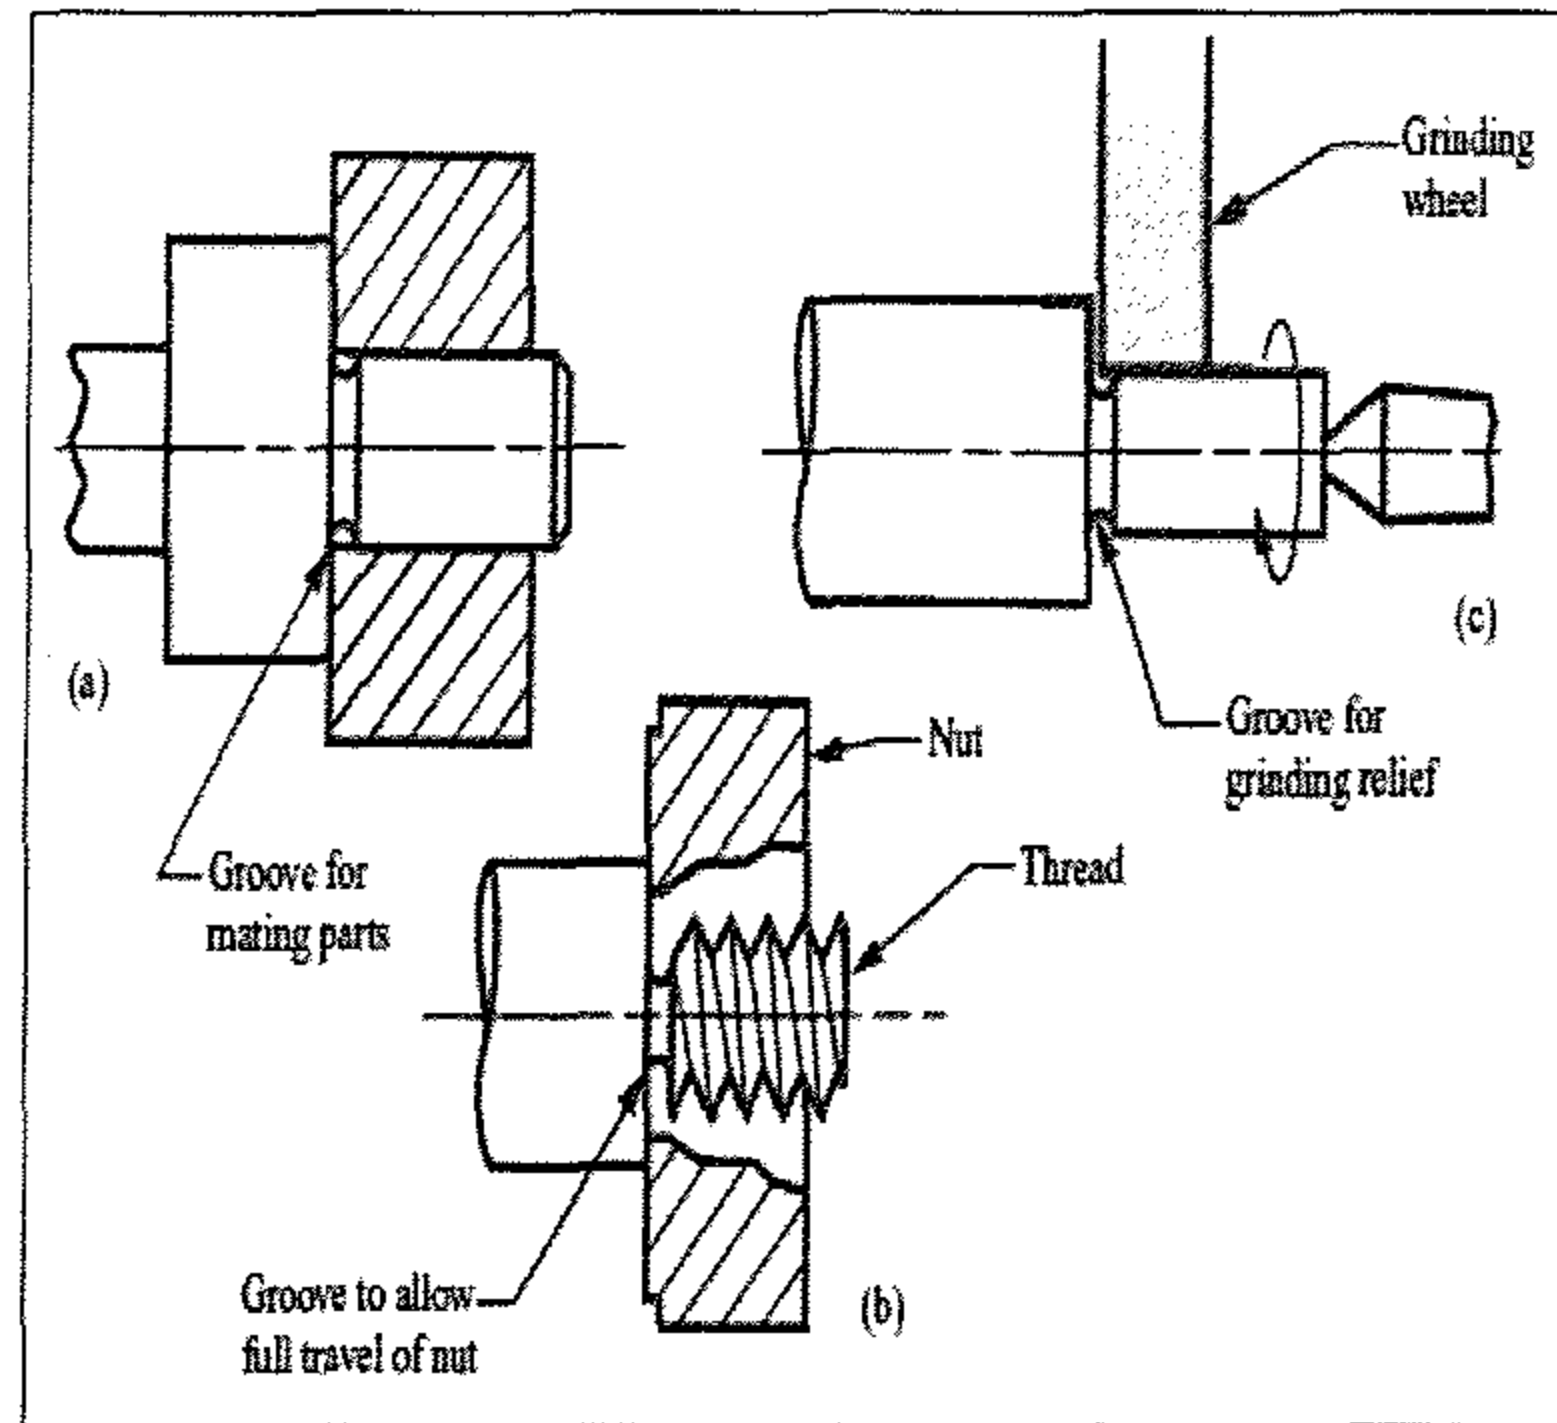 Grinding
wheel
(c)
(a)
Groove for
grinding relief
Nut
Thread
Groove for
mating parts
Groove to allow
full travel of nut
(b)